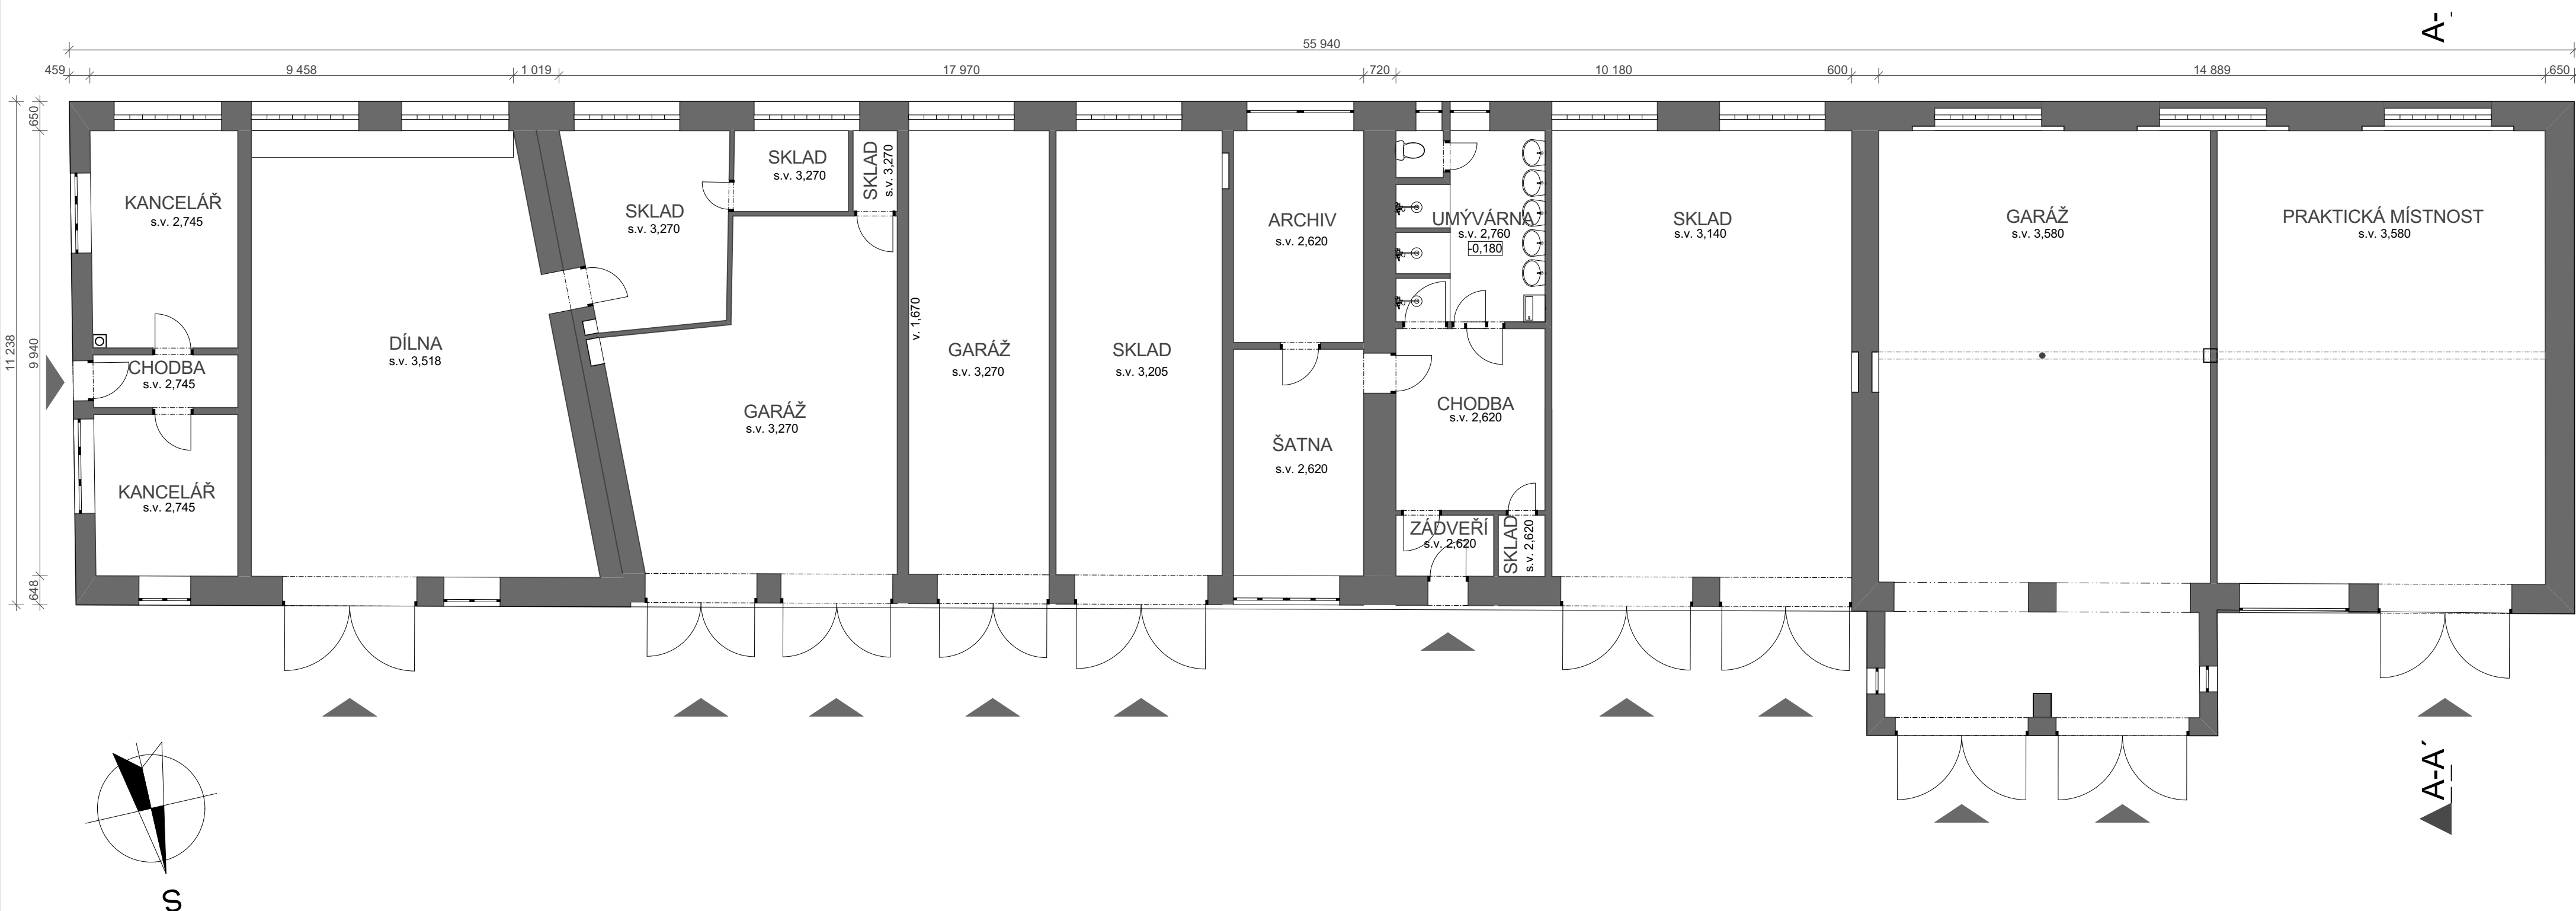 A-
55 940
459
9 458
1 019
17 970
720
10 180
600
14 889
650
650
11 238
9 940
648
KANCELÁŘ
s.v. 2,745
CHODBA
s.v. 2,745
KANCELÁŘ
s.v. 2,745
DÍLNA
s.v. 3,518
SKLAD
s.v. 3,270
SKLAD
s.v. 3,270
SKLAD
s.v. 3,270
GARÁŽ
s.v. 3,270
v. 1,670
GARÁŽ
s.v. 3,270
SKLAD
s.v. 3,205
ARCHIV
s.v. 2,620
ŠATNA
s.v. 2,620
UMÝVÁRNA
s.v. 2,760
-0,180
CHODBA
s.v. 2,620
ZÁDVEŘÍ
s.v. 2,620
SKLAD
s.v. 2,620
SKLAD
s.v. 3,140
GARÁŽ
s.v. 3,580
PRAKTICKÁ MÍSTNOST
s.v. 3,580
A-A´
S